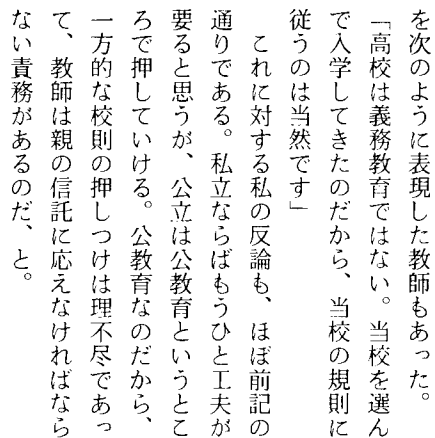 を次のように表現した教師もあった。
「高校は義務教育ではない。当校を選ん
で入学してきたのだから、当校の規則に
従うのは当然です」
　これに対する私の反論も、ほぼ前記の
通りである。私立ならばもうひと工夫が
要ると思うが、公立は公教育というとこ
ろで押していける。公教育なのだから、
一方的な校則の押しつけは理不尽であっ
て、教師は親の信託に応えなければなら
ない責務があるのだ、と。